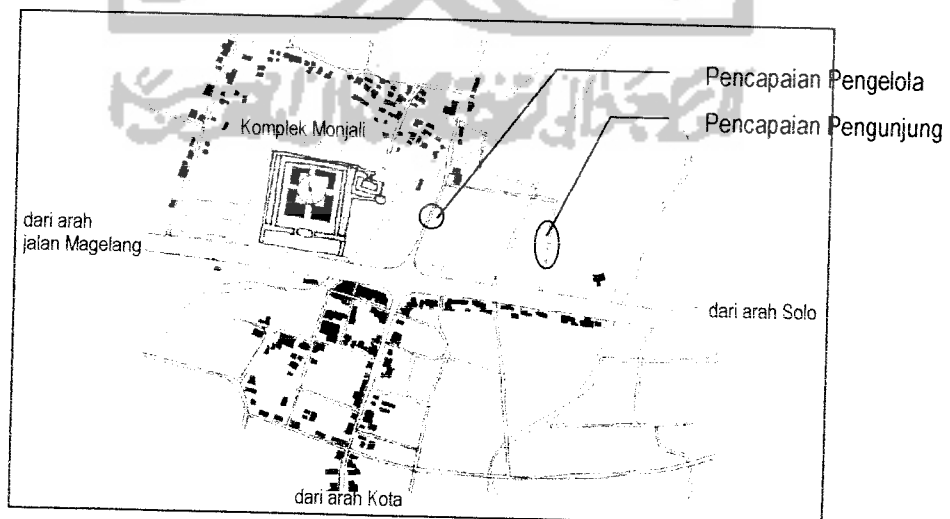 Pencapaian Pengelola
Pencapaian Pengunjung
Komplek Monjali
dari arah
jalan Magelang
dari arah Solo
dari arah Kota